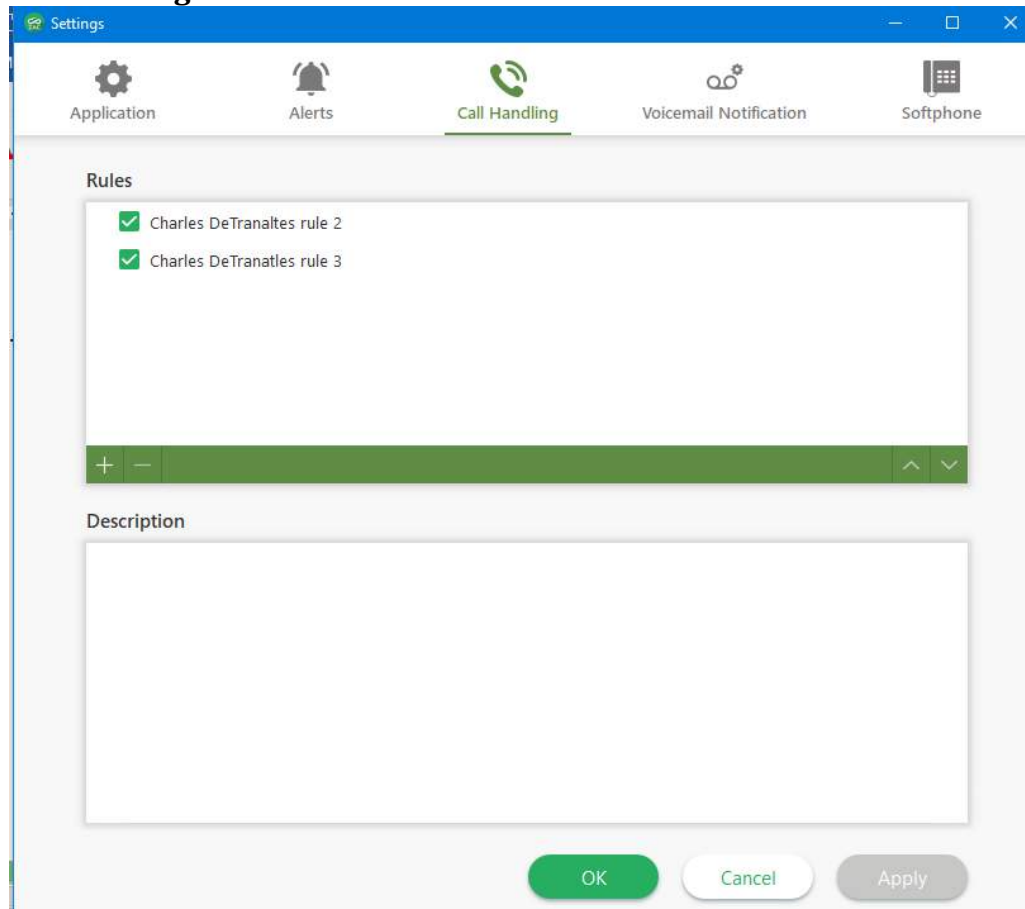 Settings
Application
Alerts
Call Handling
Voicemail Notification
Softphone
Rules
Charles DeTranaltes rule 2
Charles DeTranatles rule 3
Description
OK
Cancel
Apply